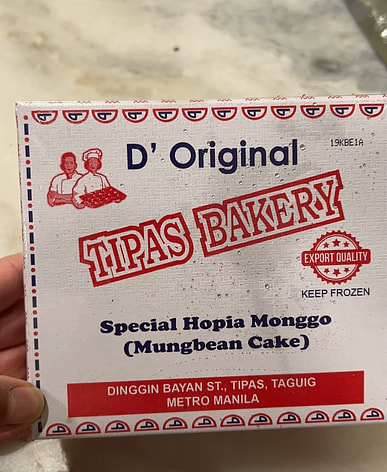 D' Original
19KBE1A
TIPAS BAKERY
EXPORT QUALITY
KEEP FROZEN
Special Hopia Monggo
(Mungbean Cake)
DINGGIN BAYAN ST., TIPAS, TAGUIG
METRO MANILA